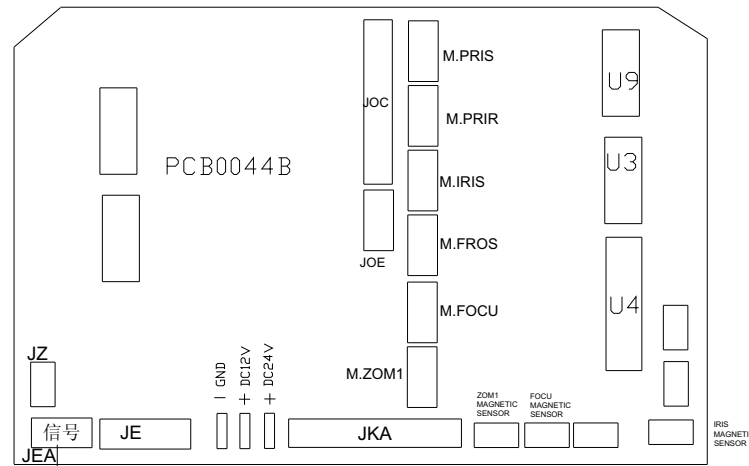 M.PRIS
JOC
U9
M.PRIR
PCB0044B
M.IRIS
U3
M.FROS
JOE
M.FOCU
U4
JZ
— GND
+ DC12V
+ DC24V
M.ZOM1
ZOM1
MAGNETIC
SENSOR
FOCU
MAGNETIC
SENSOR
信号
JE
JKA
IRIS
MAGNETI
SENSOR
JEA